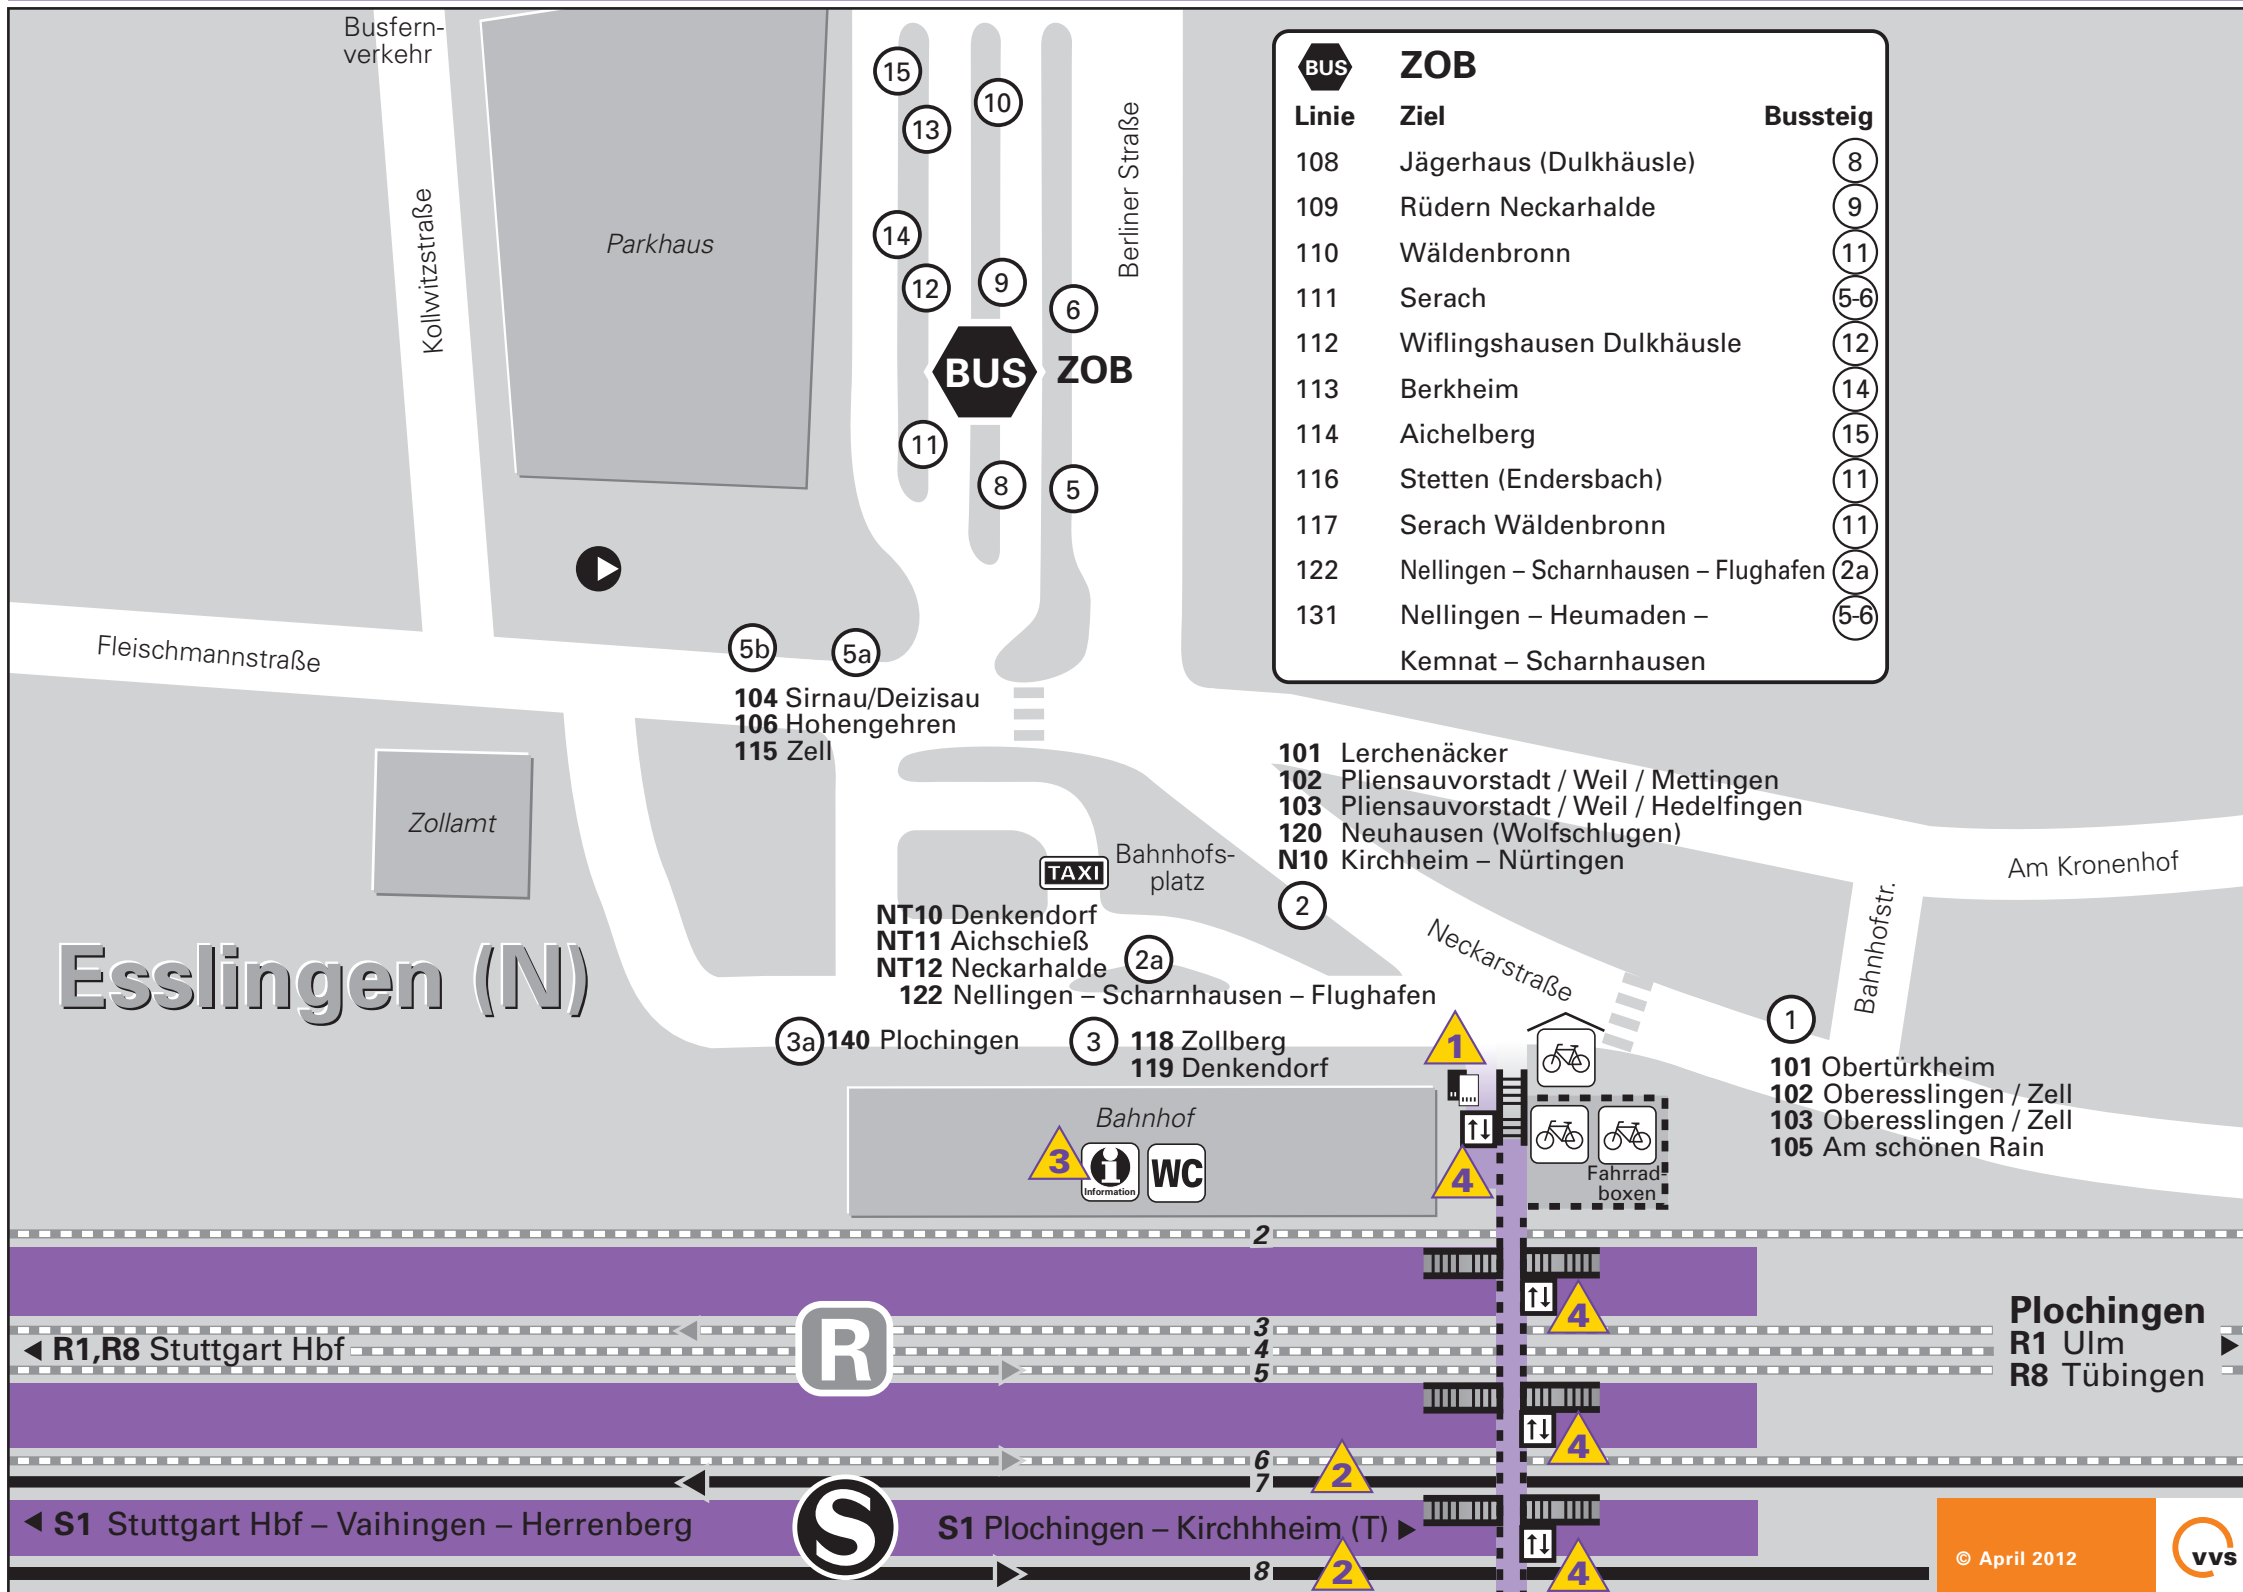 Busfern-
verkehr
Kollwitzstraße
Parkhaus
15
10
13
14
12
9
6
BUS ZOB
11
8
5
Berliner Straße
BUS ZOB
Linie Ziel Bussteig
108 Jägerhaus (Dulkhäusle) 8
109 Rüdern Neckarhalde 9
110 Wäldenbronn 11
111 Serach 5-6
112 Wiflingshausen Dulkhäusle 12
113 Berkheim 14
114 Aichelberg 15
116 Stetten (Endersbach) 11
117 Serach Wäldenbronn 11
122 Nellingen – Scharnhausen – Flughafen 2a
131 Nellingen – Heumaden – 5-6
Kemnat – Scharnhausen
Fleischmannstraße
5b 5a
104 Sirnau/Deizisau
106 Hohengehren
115 Zell
Zollamt
101 Lerchenäcker
102 Pliensauvorstadt / Weil / Mettingen
103 Pliensauvorstadt / Weil / Hedelfingen
120 Neuhausen (Wolfschlugen)
N10 Kirchheim – Nürtingen
2
TAXI
Bahnhofs-
platz
Am Kronenhof
Bahnhofstr.
Neckarstraße
Esslingen (N)
NT10 Denkendorf
NT11 Aichschieß
NT12 Neckarhalde 2a
122 Nellingen – Scharnhausen – Flughafen
3a 140 Plochingen
3 118 Zollberg
119 Denkendorf
1
1
101 Obertürkheim
102 Oberesslingen / Zell
103 Oberesslingen / Zell
105 Am schönen Rain
Bahnhof
3
Information
WC
4
Fahrrad-
boxen
2
4
3
R1,R8 Stuttgart Hbf
R
4
5
Plochingen
R1 Ulm
R8 Tübingen
4
6
7
2
S1 Stuttgart Hbf – Vaihingen – Herrenberg
S
S1 Plochingen – Kirchhheim (T)
8
2
4
© April 2012
vvs